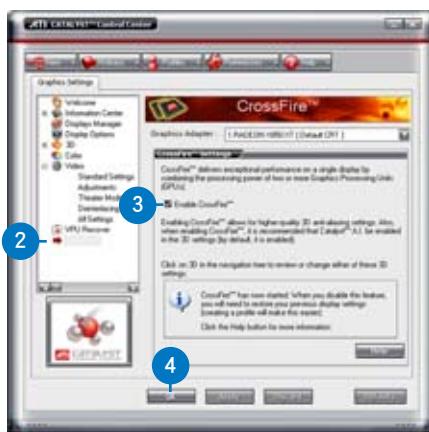 ATI CATALYST™ Control Center
Graphics Settings
Welcome
Information Center
Displays Manager
Display Options
3D
Color
Video
Standard Settings
Adjustments
Theater Mode
Deinterlacing
All Settings
VPU Recover
2
CATALYST
CrossFire™
Graphics Adapter:
CrossFire™ Settings
CrossFire™ delivers exceptional performance on a single display by
combining the processing power of two or more Graphics Processing Units
(GPUs).
3
Enable CrossFire™
Enabling CrossFire™ allows for higher-quality 3D anti-aliasing settings. Also,
when enabling CrossFire™, it is recommended that Catalyst™ A.I. be enabled
in the 3D settings (by default, it is enabled).
Click on 3D in the navigation tree to review or change either of these 3D
settings.
CrossFire™ has now started. When you disable this feature,
you will need to restore your previous display settings
(creating a profile will make this easier).
Click the Help button for more information.
4